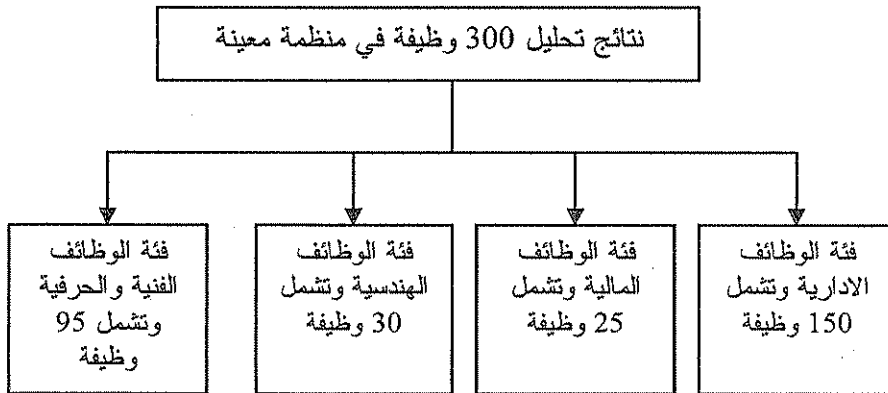 نتائج تحليل 300 وظيفة في منظمة معينة
فئة الوظائف
الادارية وتشمل
150 وظيفة
فئة الوظائف
المالية وتشمل
25 وظيفة
فئة الوظائف
الهندسية وتشمل
30 وظيفة
فئة الوظائف
الفنية والحرفية
وتشمل 95
وظيفة